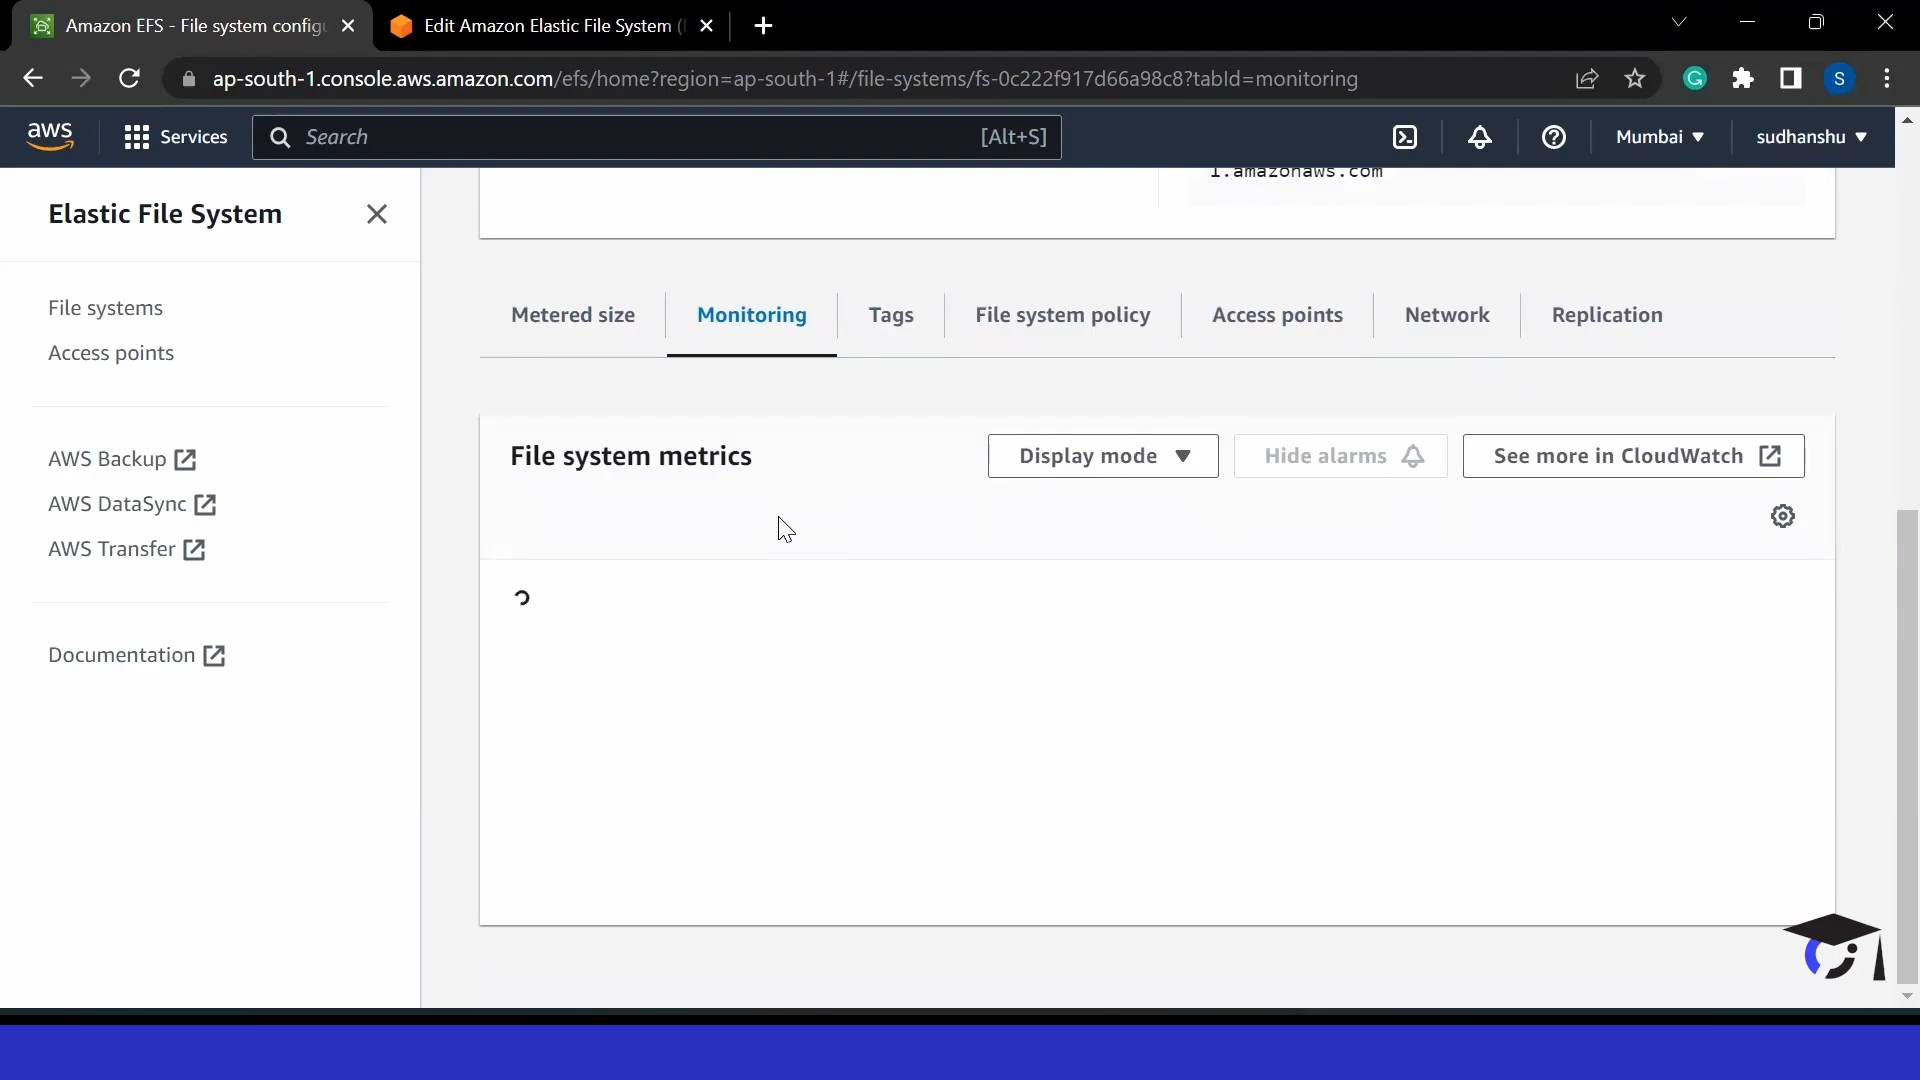 Amazon EFS - File system config
Edit Amazon Elastic File System (
ap-south-1.console.aws.amazon.com/efs/home?region=ap-south-1#/file-systems/fs-0c222f917d66a98c8?tabId=monitoring
G
S
aws
Services
Search
[Alt+S]
Mumbai
sudhanshu
Elastic File System
File systems
Access points
AWS Backup
AWS DataSync
AWS Transfer
Documentation
1.amazonaws.com
Metered size
Monitoring
Tags
File system policy
Access points
Network
Replication
File system metrics
Display mode
Hide alarms
See more in CloudWatch